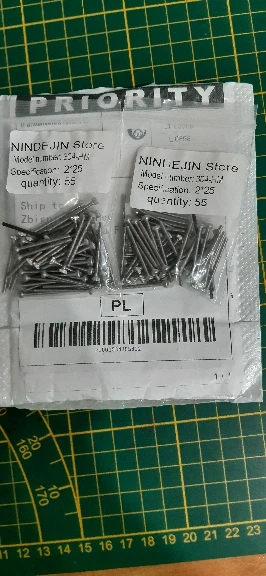 PRIORITY
NINDEJIN Store
Model number:
Specification: 2*25
quantity: 55
NINDEJIN Store
Model number:
Specification: 2*25
quantity: 55
Ship to
PL
20
160
170
10
11 12 13 14 15 16 17 18 19 20 21 22 23